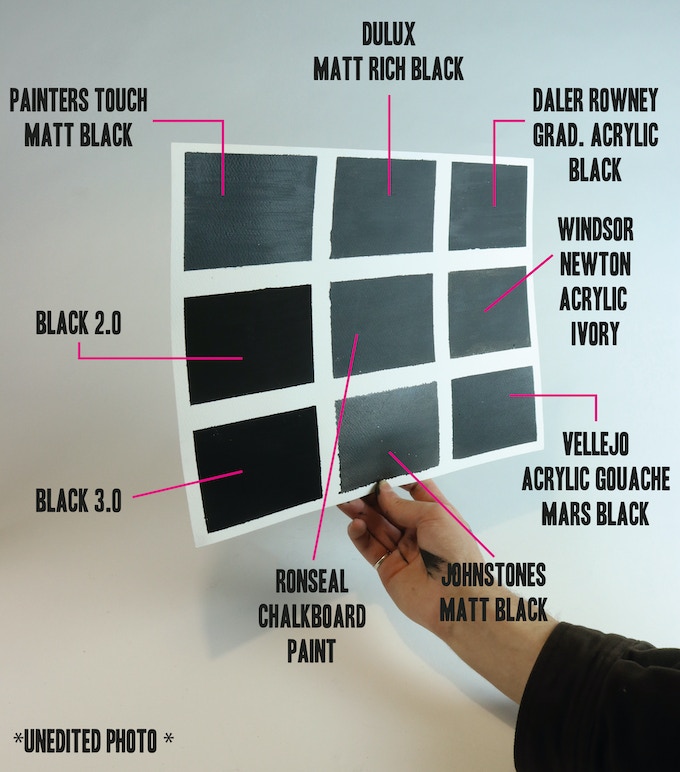 DULUX
MATT RICH BLACK
PAINTERS TOUCH
MATT BLACK
DALER ROWNEY
GRAD. ACRYLIC
BLACK
WINDSOR
NEWTON
ACRYLIC
IVORY
BLACK 2.0
BLACK 3.0
VELLEJO
ACRYLIC GOUACHE
MARS BLACK
RONSEAL
CHALKBOARD
PAINT
JOHNSTONES
MATT BLACK
*UNEDITED PHOTO *